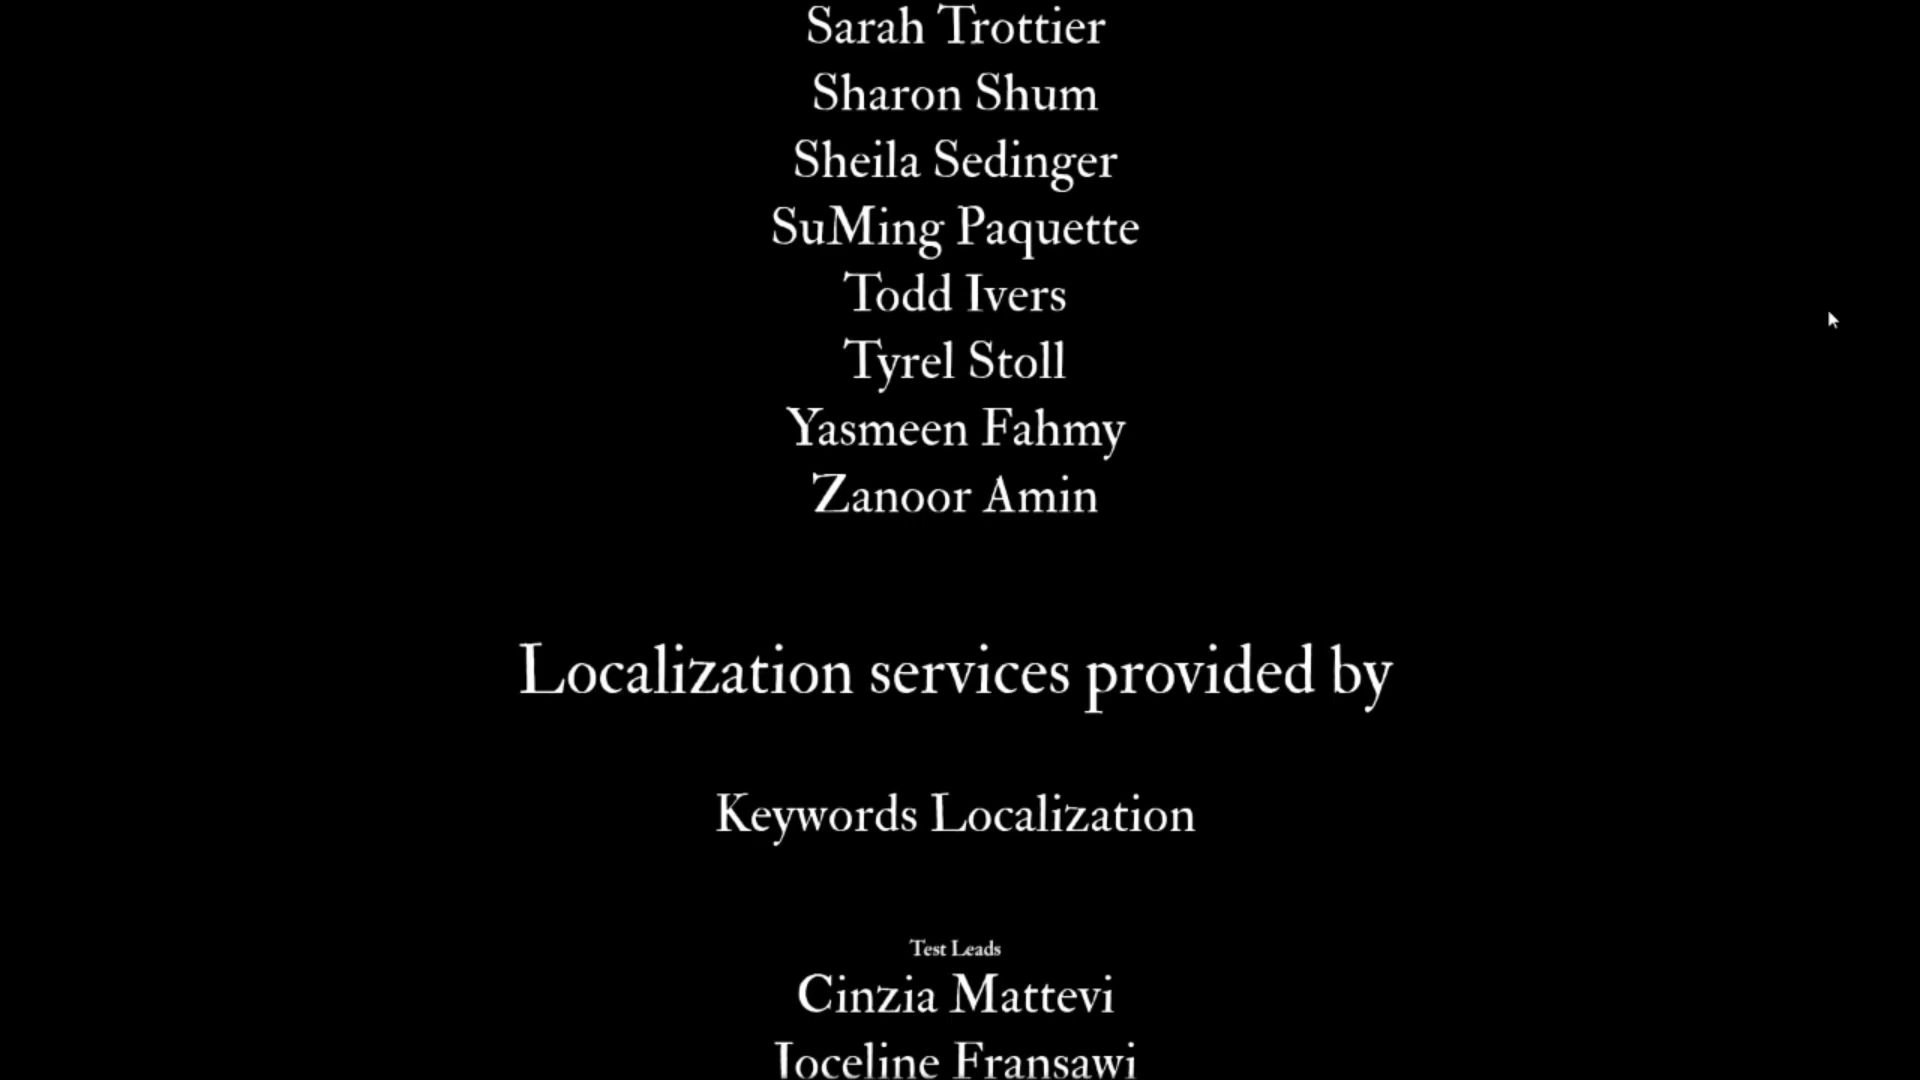 Sarah Trottier
Sharon Shum
Sheila Sedinger
SuMing Paquette
Todd Ivers
Tyrel Stoll
Yasmeen Fahmy
Zanoor Amin
Localization services provided by
Keywords Localization
Test Leads
Cinzia Mattevi
Joceline Fransawi